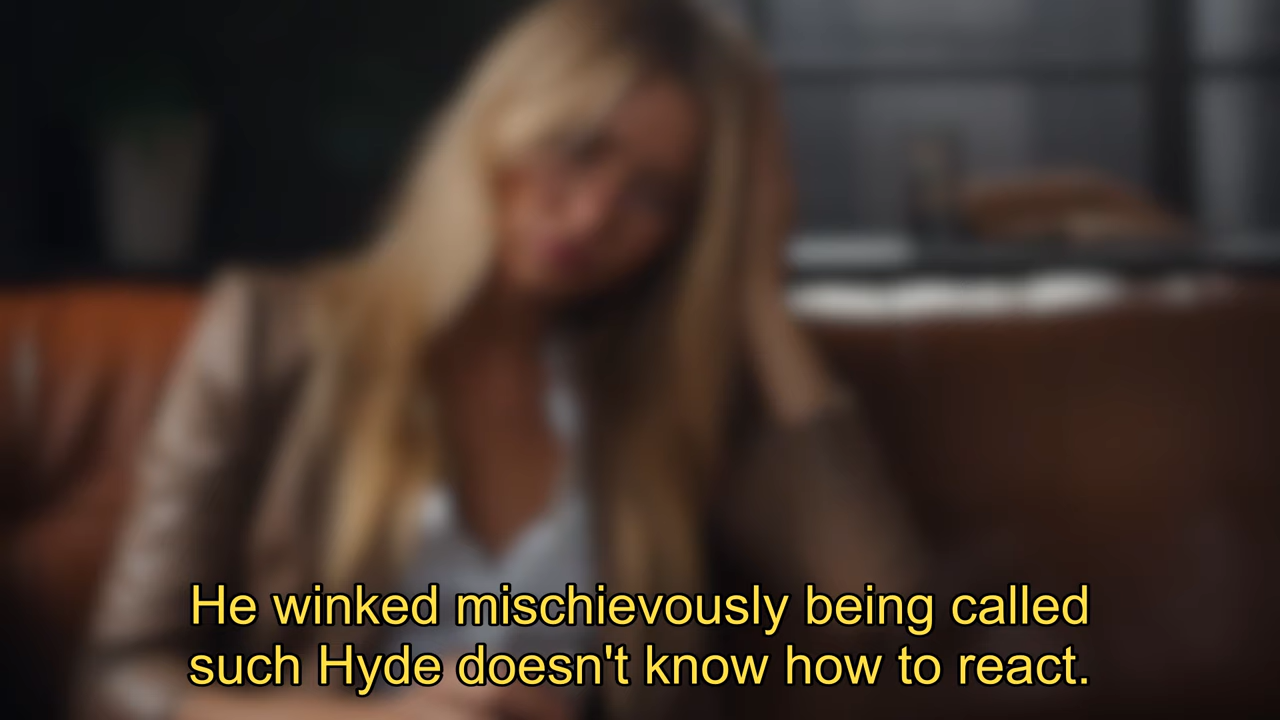 He winked mischievously being called
such Hyde doesn't know how to react.